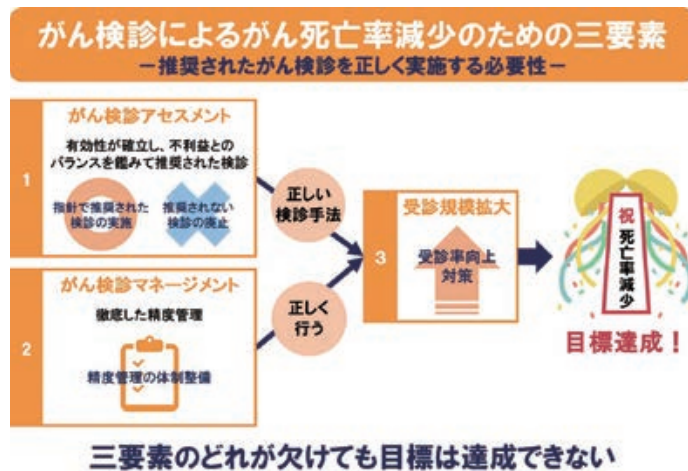 がん検診によるがん死亡率減少のための三要素
－推奨されたがん検診を正しく実施する必要性－
1
がん検診アセスメント
有効性が確立し、不利益との
バランスを鑑みて推奨された検診
指針で推奨された
検診の実施
推奨されない
検診の廃止
2
がん検診マネージメント
徹底した精度管理
精度管理の体制整備
正しい
検診手法
正しく
行う
3
受診規模拡大
受診率向上
対策
祝 死亡率減少
目標達成！
三要素のどれが欠けても目標は達成できない